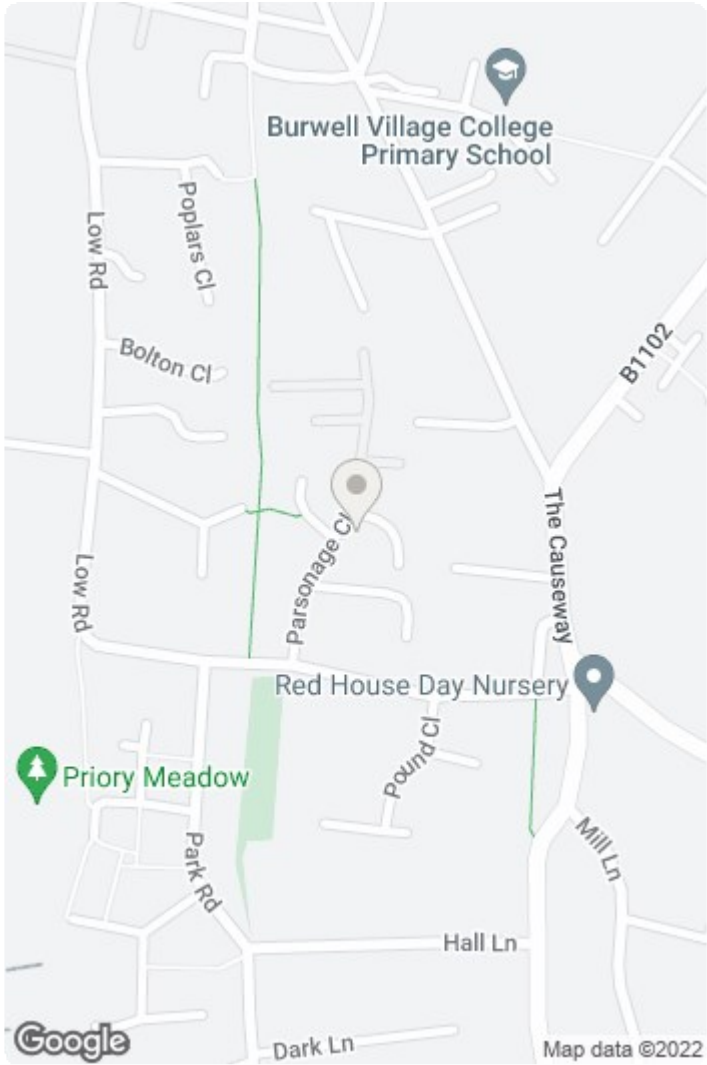 Burwell Village College
Primary School
Poplars Cl
Low Rd
Bolton Cl
B1102
The Causeway
Parsonage Cl
Low Rd
Red House Day Nursery
Pound Cl
Priory Meadow
Park Rd
Mill Ln
Hall Ln
Dark Ln
Google
Map data ©2022